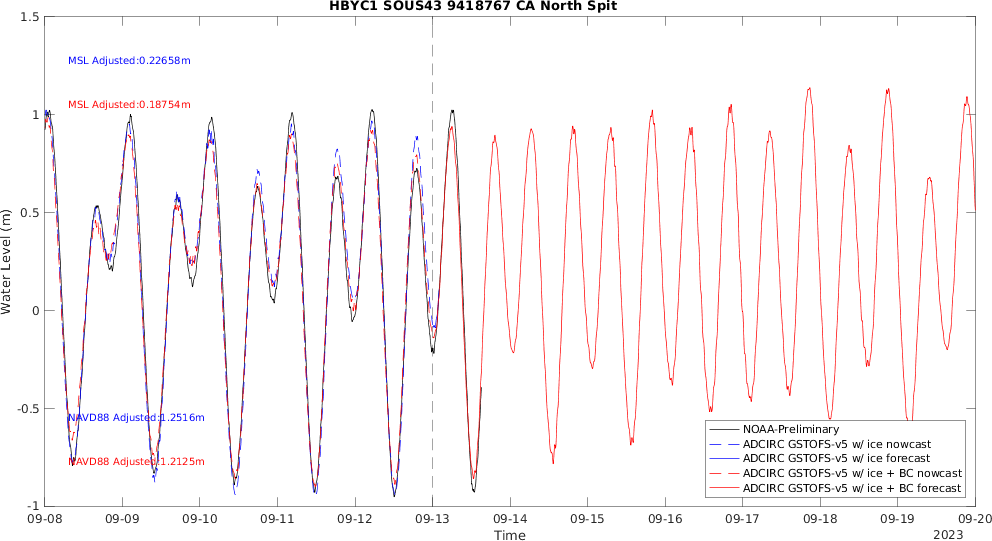 HBYC1 SOUS43 9418767 CA North Spit
1.5
1
0.5
0
-0.5
-1
Water Level (m)
MSL Adjusted:0.22658m
MSL Adjusted:0.18754m
NAVD88 Adjusted:1.2516m
NAVD88 Adjusted:1.2125m
NOAA-Preliminary
ADCIRC GSTOFS-v5 w/ ice nowcast
ADCIRC GSTOFS-v5 w/ ice forecast
ADCIRC GSTOFS-v5 w/ ice + BC nowcast
ADCIRC GSTOFS-v5 w/ ice + BC forecast
09-08 09-09 09-10 09-11 09-12 09-13 09-14 09-15 09-16 09-17 09-18 09-19 09-20
Time
2023